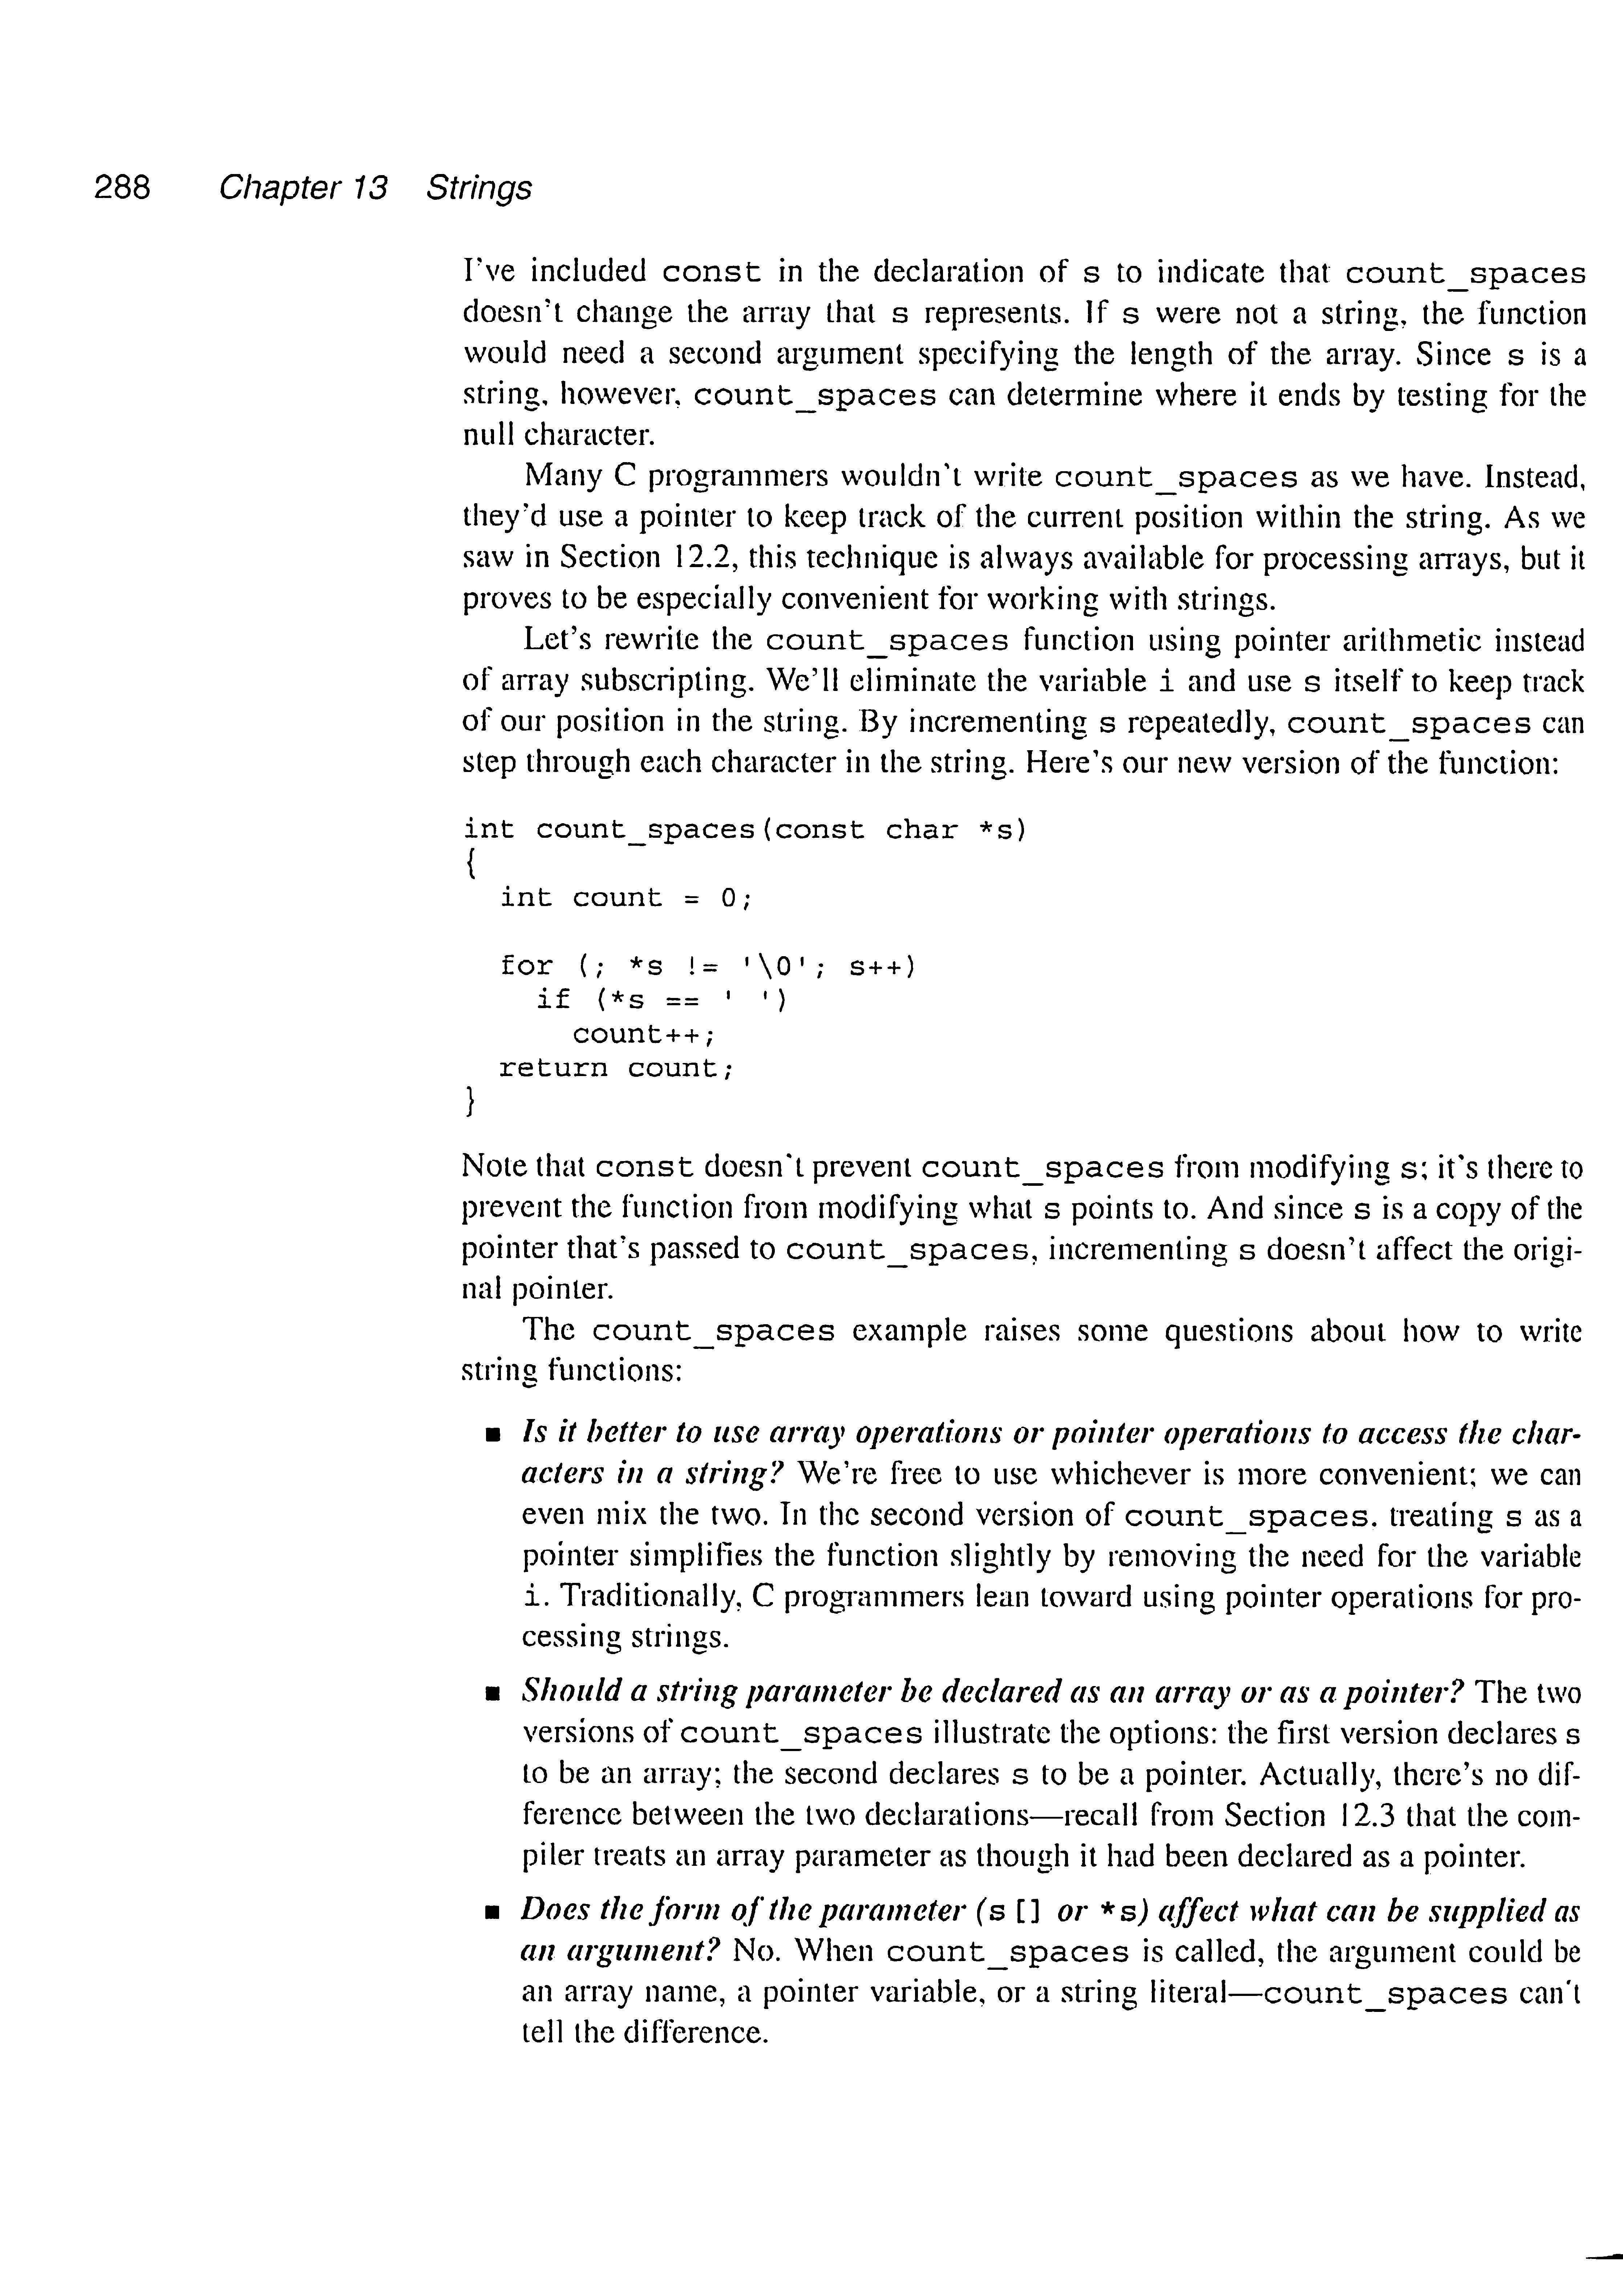 288 Chapter 13 Strings
I've included const in the declaration of s to indicate that count_spaces
doesn't change the array that s represents. If s were not a string, the function
would need a second argument specifying the length of the array. Since s is a
string, however, count_spaces can determine where it ends by testing for the
null character.
Many C programmers wouldn't write count_spaces as we have. Instead,
they'd use a pointer to keep track of the current position within the string. As we
saw in Section 12.2, this technique is always available for processing arrays, but it
proves to be especially convenient for working with strings.
Let's rewrite the count_spaces function using pointer arithmetic instead
of array subscripting. We'll eliminate the variable i and use s itself to keep track
of our position in the string. By incrementing s repeatedly, count_spaces can
step through each character in the string. Here's our new version of the function:
int count_spaces(const char *s)
{
int count = 0;
for (; *s != '\0'; s++)
if (*s == ' ')
count++;
return count;
}
Note that const doesn't prevent count_spaces from modifying s; it's there to
prevent the function from modifying what s points to. And since s is a copy of the
pointer that's passed to count_spaces, incrementing s doesn't affect the origi-
nal pointer.
The count_spaces example raises some questions about how to write
string functions:
■ Is it better to use array operations or pointer operations to access the char-
acters in a string? We're free to use whichever is more convenient; we can
even mix the two. In the second version of count_spaces. treating s as a
pointer simplifies the function slightly by removing the need for the variable
i. Traditionally, C programmers lean toward using pointer operations for pro-
cessing strings.
■ Should a string parameter be declared as an array or as a pointer? The two
versions of count_spaces illustrate the options: the first version declares s
to be an array; the second declares s to be a pointer. Actually, there's no dif-
ference between the two declarations—recall from Section 12.3 that the com-
piler treats an array parameter as though it had been declared as a pointer.
■ Does the form of the parameter (s [] or *s) affect what can be supplied as
an argument? No. When count_spaces is called, the argument could be
an array name, a pointer variable, or a string literal—count_spaces can't
tell the difference.